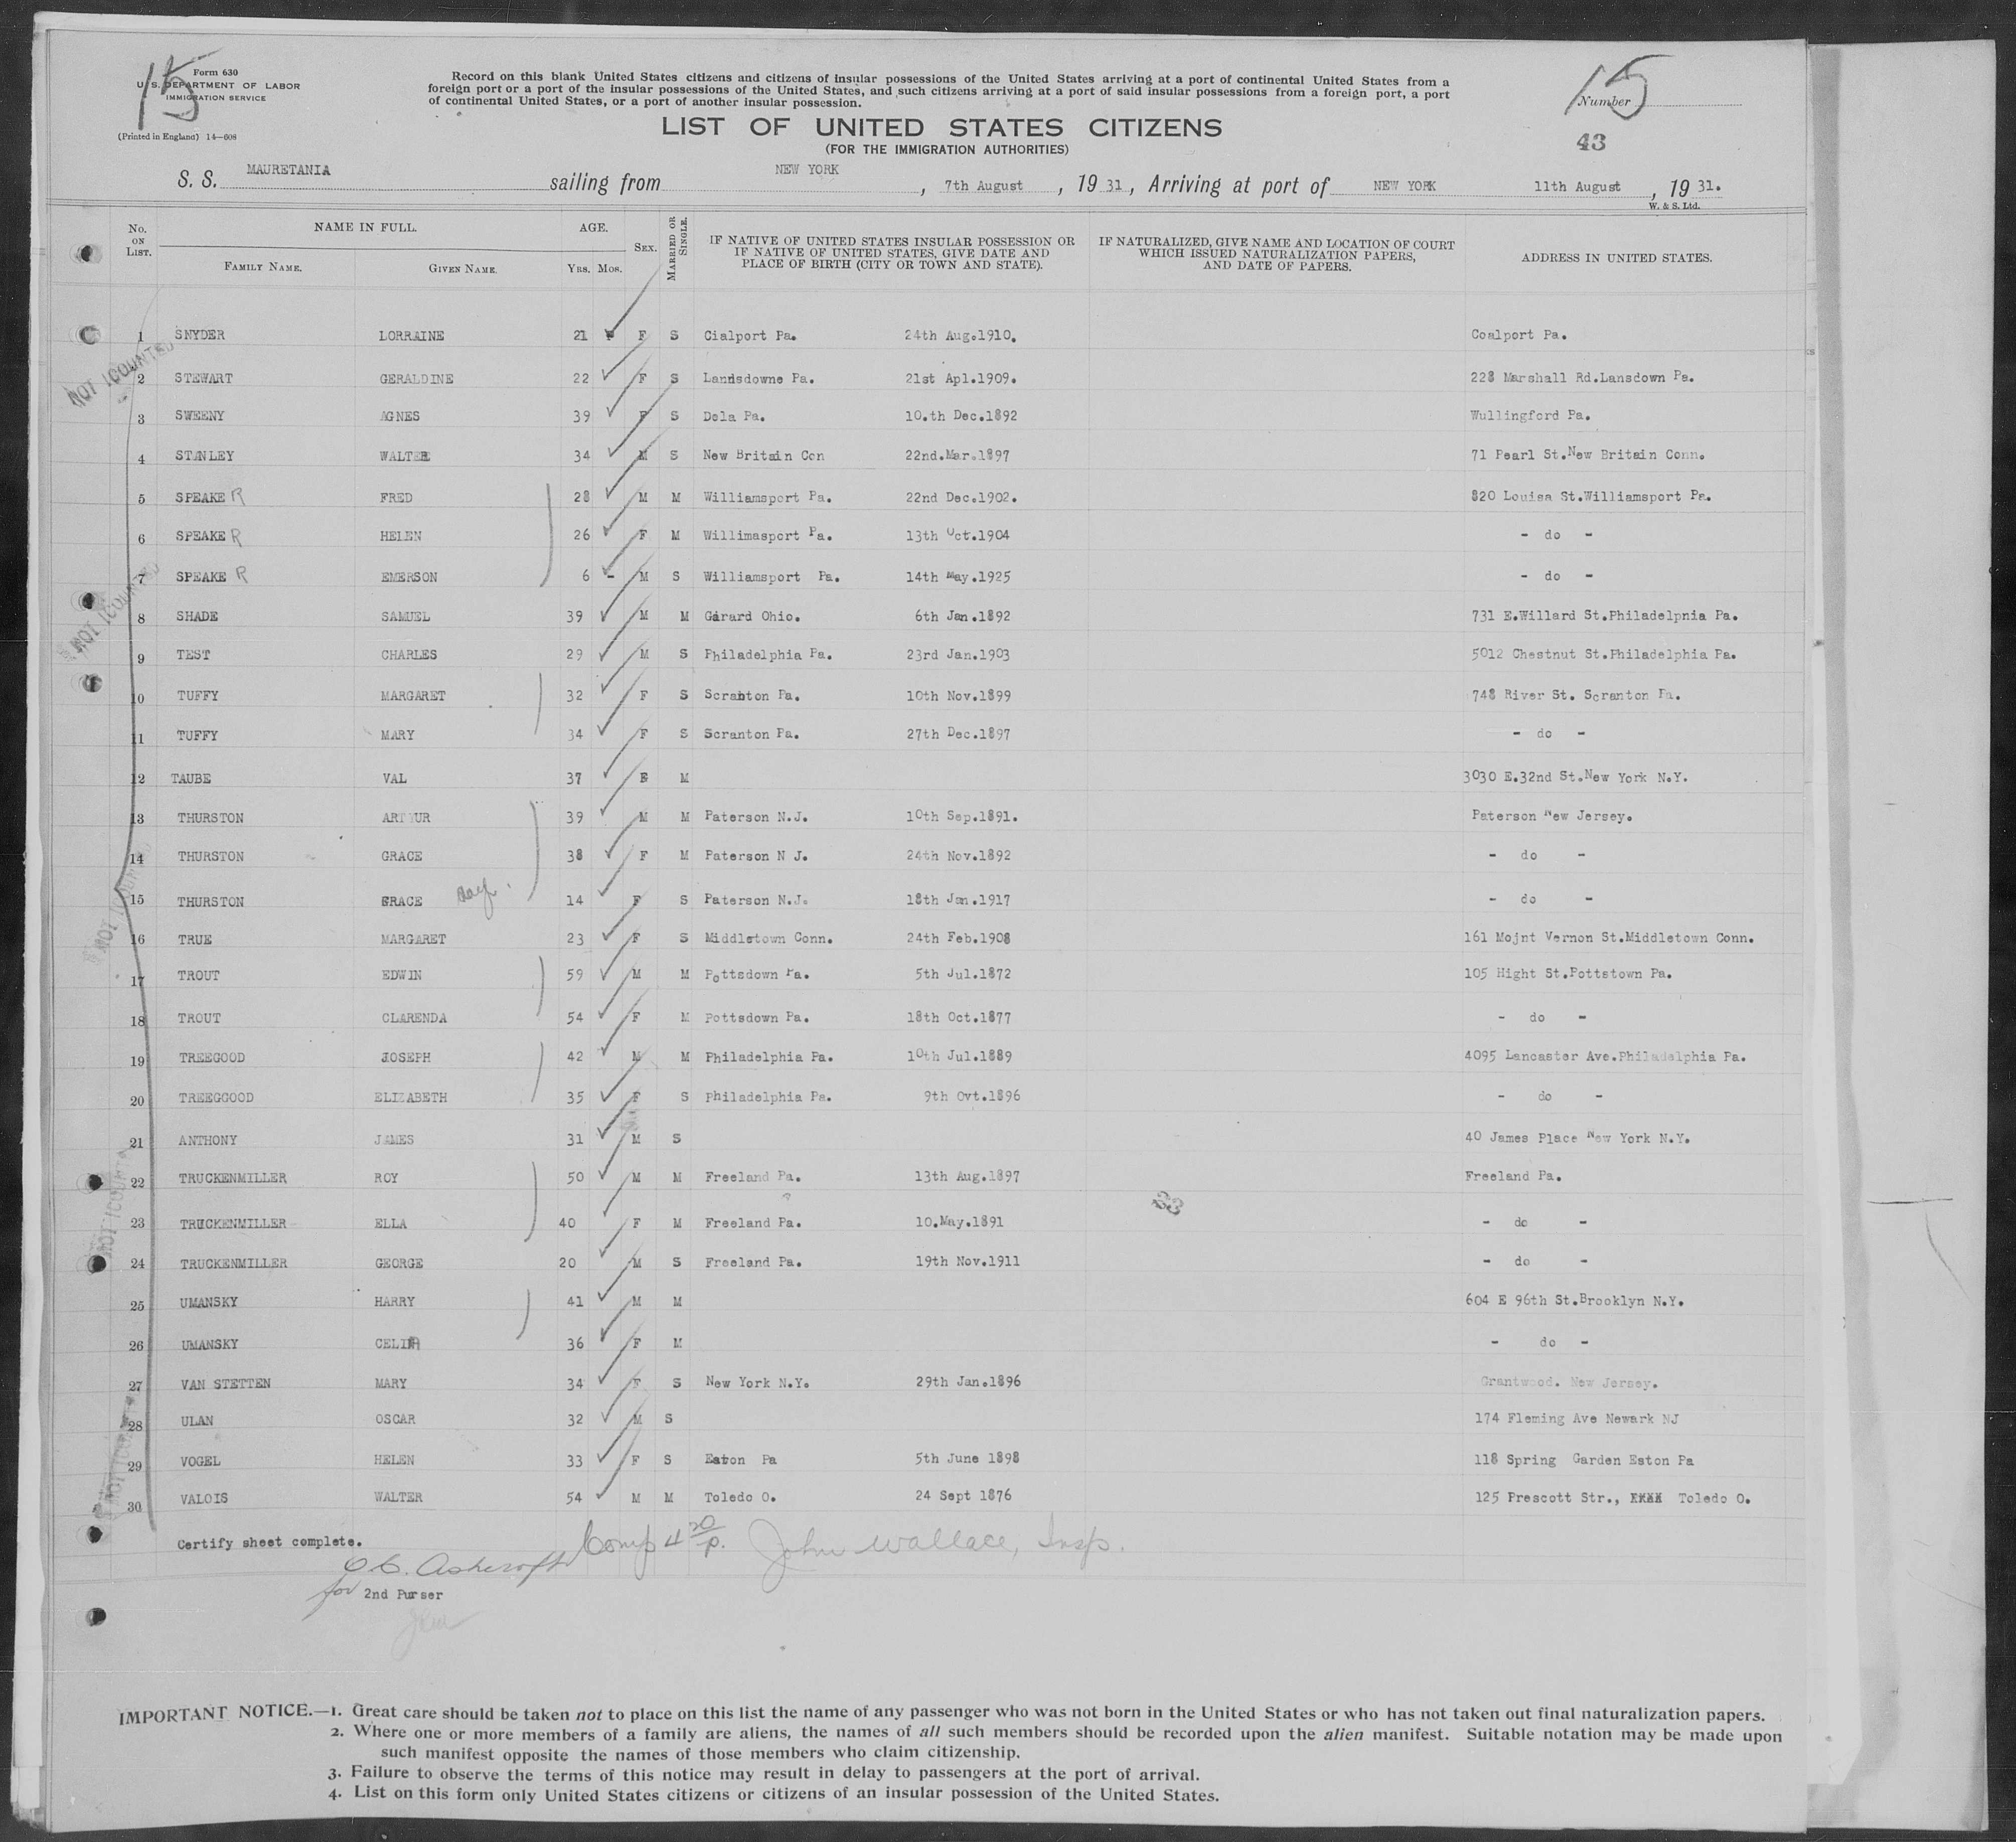 15
Form 630
U. S. DEPARTMENT OF LABOR
IMMIGRATION SERVICE
(Printed in England) 14—608
Record on this blank United States citizens and citizens of insular possessions of the United States arriving at a port of continental United States from a
foreign port or a port of the insular possessions of the United States, and such citizens arriving at a port of said insular possessions from a foreign port, a port
of continental United States, or a port of another insular possession.
LIST OF UNITED STATES CITIZENS
(FOR THE IMMIGRATION AUTHORITIES)
15
Number
43
S. S. MAURETANIA sailing from NEW YORK , 7th August , 19 31 , Arriving at port of NEW YORK 11th August , 19 31.
W. & S. Ltd.
No. ON LIST. NAME IN FULL. FAMILY NAME. GIVEN NAME. AGE. YRS. MOS. SEX. MARRIED OR SINGLE. IF NATIVE OF UNITED STATES INSULAR POSSESSION OR IF NATIVE OF UNITED STATES, GIVE DATE AND PLACE OF BIRTH (CITY OR TOWN AND STATE). IF NATURALIZED, GIVE NAME AND LOCATION OF COURT WHICH ISSUED NATURALIZATION PAPERS, AND DATE OF PAPERS. ADDRESS IN UNITED STATES.
1 SNYDER LORRAINE 21 F S Cialport Pa. 24th Aug.1910. Coalport Pa.
2 STEWART GERALDINE 22 F S Landsdowne Pa. 21st Apl.1909. 228 Marshall Rd.Lansdown Pa.
3 SWEENY AGNES 39 F S Dela Pa. 10.th Dec.1892 Wullingford Pa.
4 STANLEY WALTER 34 M S New Britain Con 22nd.Mar.1897 71 Pearl St.New Britain Conn.
5 SPEAKE R FRED 28 M M Williamsport Pa. 22nd Dec.1902. 820 Louisa St.Williamsport Pa.
6 SPEAKE R HELEN 26 F M Willimasport Pa. 13th Oct.1904 - do -
7 SPEAKE R EMERSON 6 - M S Williamsport Pa. 14th May.1925 - do -
8 SHADE SAMUEL 39 M M Girard Ohio. 6th Jan.1892 731 E.Willard St.Philadelpnia Pa.
9 TEST CHARLES 29 M S Philadelphia Pa. 23rd Jan.1903 5012 Chestnut St.Philadelphia Pa.
10 TUFFY MARGARET 32 F S Scranton Pa. 10th Nov.1899 748 River St. Scranton Pa.
11 TUFFY MARY 34 F S Scranton Pa. 27th Dec.1897 - do -
12 TAUBE VAL 37 F M 3030 E.32nd St.New York N.Y.
13 THURSTON ARTHUR 39 M M Paterson N.J. 10th Sep.1891. Paterson New Jersey.
14 THURSTON GRACE 38 F M Paterson N J. 24th Nov.1892 - do -
15 THURSTON GRACE 14 F S Paterson N.J. 18th Jan.1917 - do -
16 TRUE MARGARET 23 F S Middletown Conn. 24th Feb.1908 161 Mojnt Vernon St.Middletown Conn.
17 TROUT EDWIN 59 M M Pottsdown Pa. 5th Jul.1872 105 Hight St.Pottstown Pa.
18 TROUT CLARENDA 54 F M Pottsdown Pa. 18th Oct.1877 - do -
19 TREEGOOD JOSEPH 42 M M Philadelphia Pa. 10th Jul.1889 4095 Lancaster Ave.Philadelphia Pa.
20 TREEGGOOD ELIZABETH 35 F S Philadelphia Pa. 9th Ovt.1896 - do -
21 ANTHONY JAMES 31 M S 40 James Place New York N.Y.
22 TRUCKENMILLER ROY 50 M M Freeland Pa. 13th Aug.1897 Freeland Pa.
23 TRUCKENMILLER ELLA 40 F M Freeland Pa. 10.May.1891 - do -
24 TRUCKENMILLER GEORGE 20 M S Freeland Pa. 19th Nov.1911 - do -
25 UMANSKY HARRY 41 M M 604 E 96th St.Brooklyn N.Y.
26 UMANSKY CELIA 36 F M - do -
27 VAN STETTEN MARY 34 F S New York N.Y. 29th Jan.1896 Grantwood. New Jersey.
28 ULAN OSCAR 32 M S 174 Fleming Ave Newark NJ
29 VOGEL HELEN 33 F S Eaton Pa 5th June 1898 118 Spring Garden Eston Pa
30 VALOIS WALTER 54 M M Toledo O. 24 Sept 1876 125 Prescott Str., XXXX Toledo O.
NOT 1 COUNTED
33
Certify sheet complete.
Comp 4 30/p. John Wallace, Insp.
O.C. Ashcroft
for 2nd Purser
IMPORTANT NOTICE.—1. Great care should be taken not to place on this list the name of any passenger who was not born in the United States or who has not taken out final naturalization papers.
2. Where one or more members of a family are aliens, the names of all such members should be recorded upon the alien manifest. Suitable notation may be made upon
such manifest opposite the names of those members who claim citizenship.
3. Failure to observe the terms of this notice may result in delay to passengers at the port of arrival.
4. List on this form only United States citizens or citizens of an insular possession of the United States.